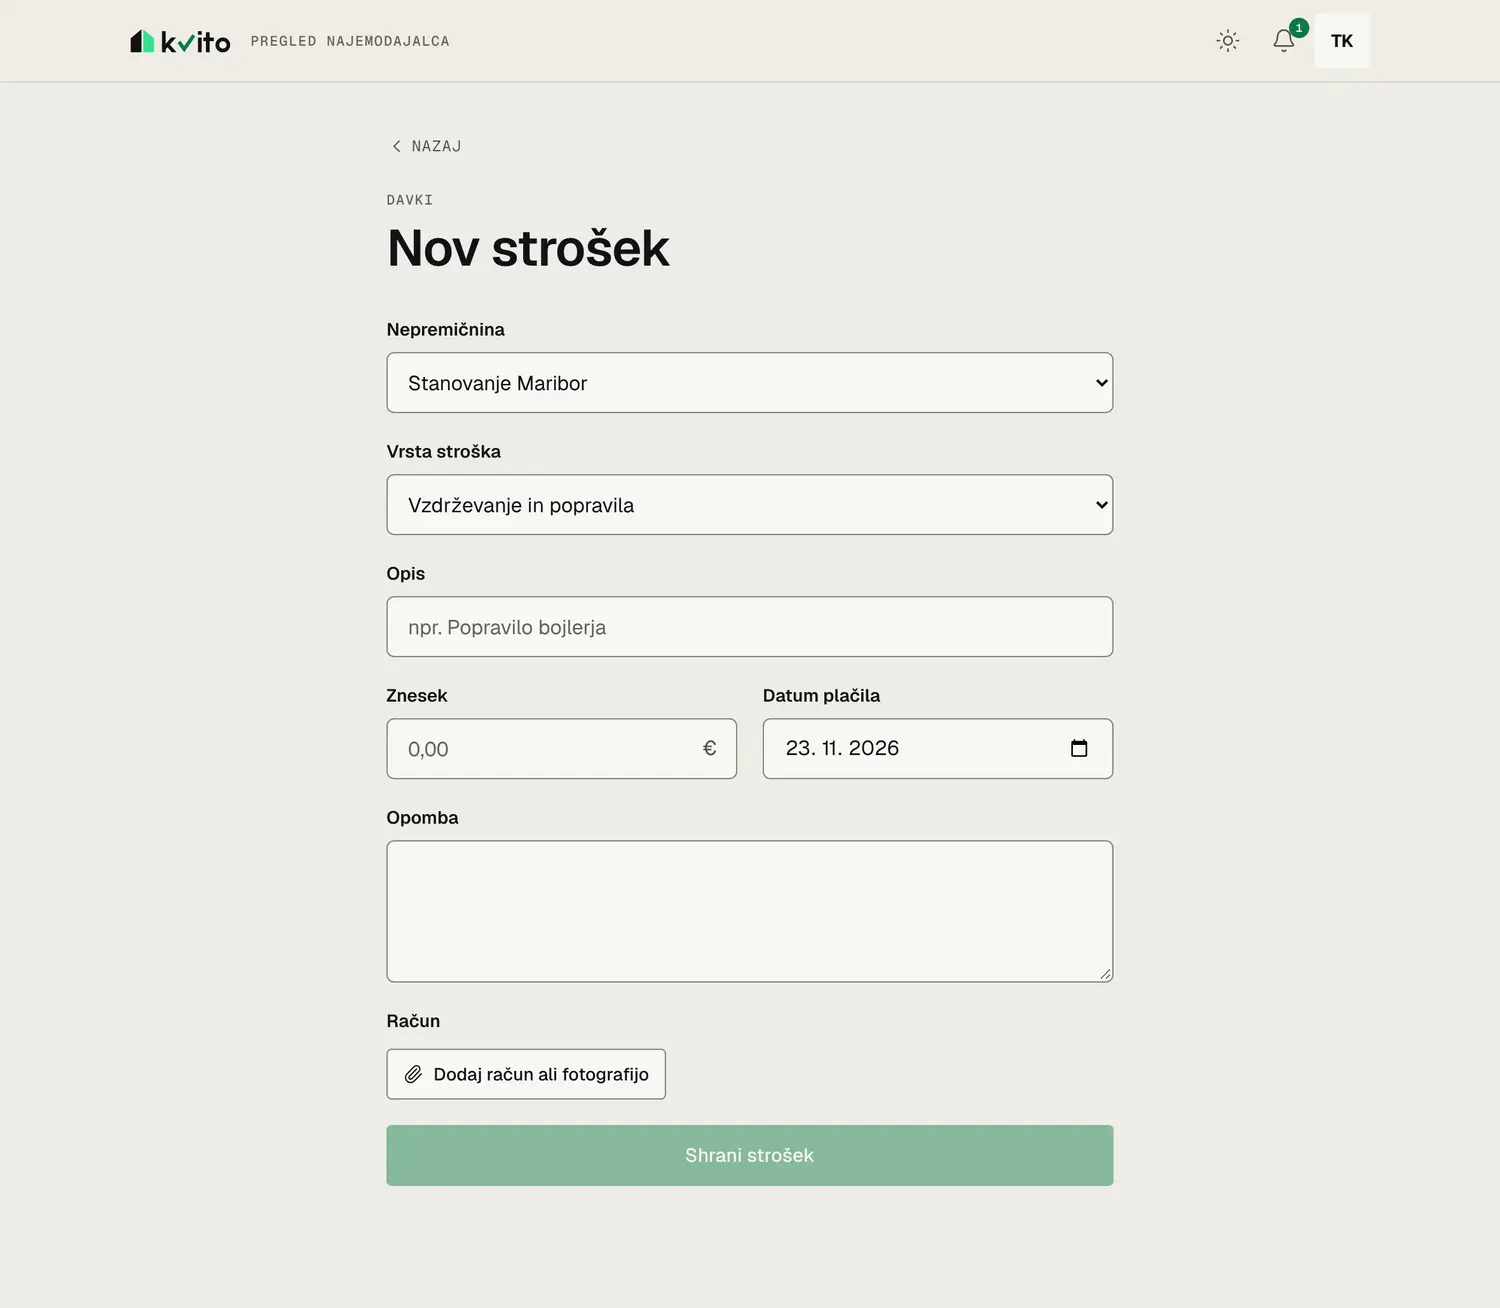 kvito PREGLED NAJEMODAJALCA
1
TK
NAZAJ
DAVKI
Nov strošek
Nepremičnina
Stanovanje Maribor
Vrsta stroška
Vzdrževanje in popravila
Opis
npr. Popravilo bojlerja
Znesek
0,00 €
Datum plačila
23. 11. 2026
Opomba
Račun
Dodaj račun ali fotografijo
Shrani strošek